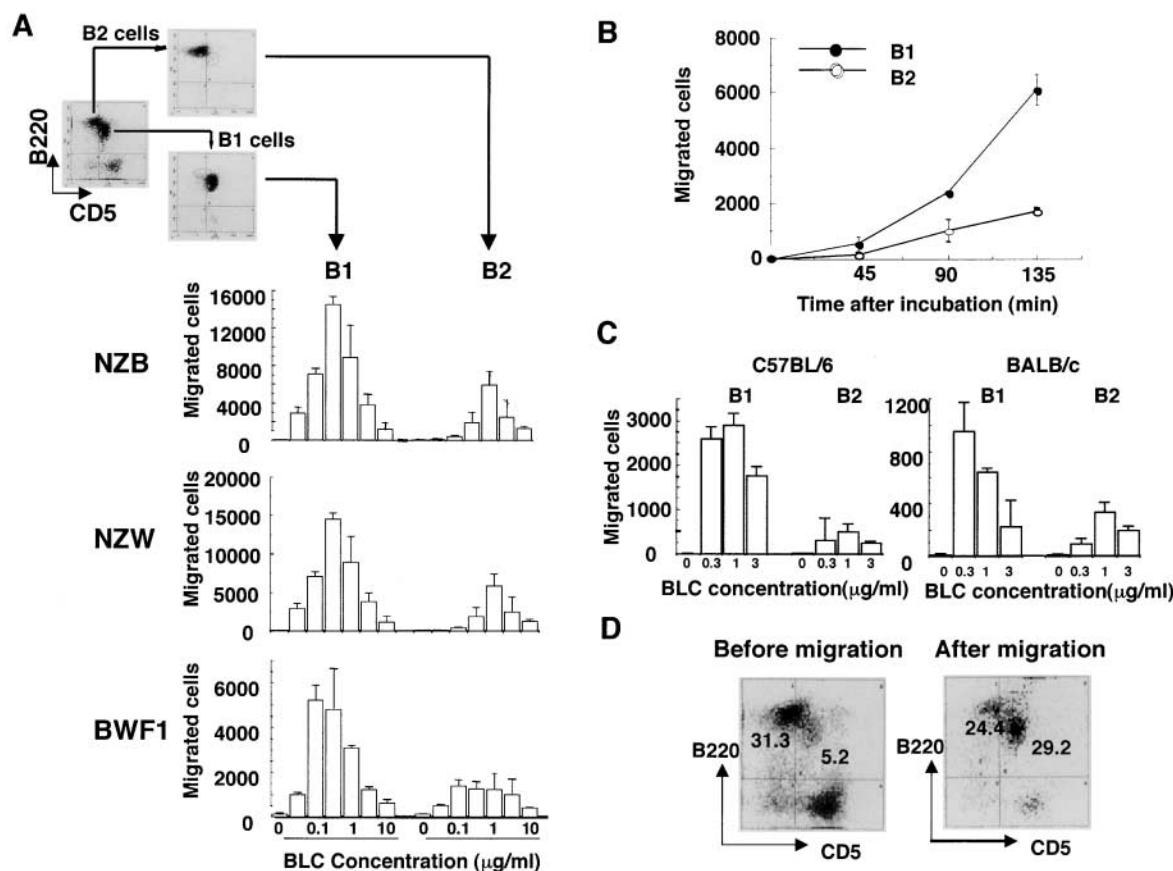 A
B2 cells
B1 cells
B220
CD5
B1
B2
NZB
Migrated cells
16000
12000
8000
4000
0
NZW
Migrated cells
20000
15000
10000
5000
0
BWF1
Migrated cells
6000
4000
2000
0
0 0.1 1 10 0 0.1 1 10
BLC Concentration (μg/ml)
B
Migrated cells
8000
6000
4000
2000
0
B1
B2
45 90 135
Time after incubation (min)
C
C57BL/6
B1 B2
Migrated cells
3000
2000
1000
0
0 0.3 1 3 0 0.3 1 3
BLC concentration(μg/ml)
BALB/c
B1 B2
1200
800
400
0
0 0.3 1 3 0 0.3 1 3
BLC concentration(μg/ml)
D
Before migration
31.3
5.2
B220
CD5
After migration
24.4
29.2
B220
CD5